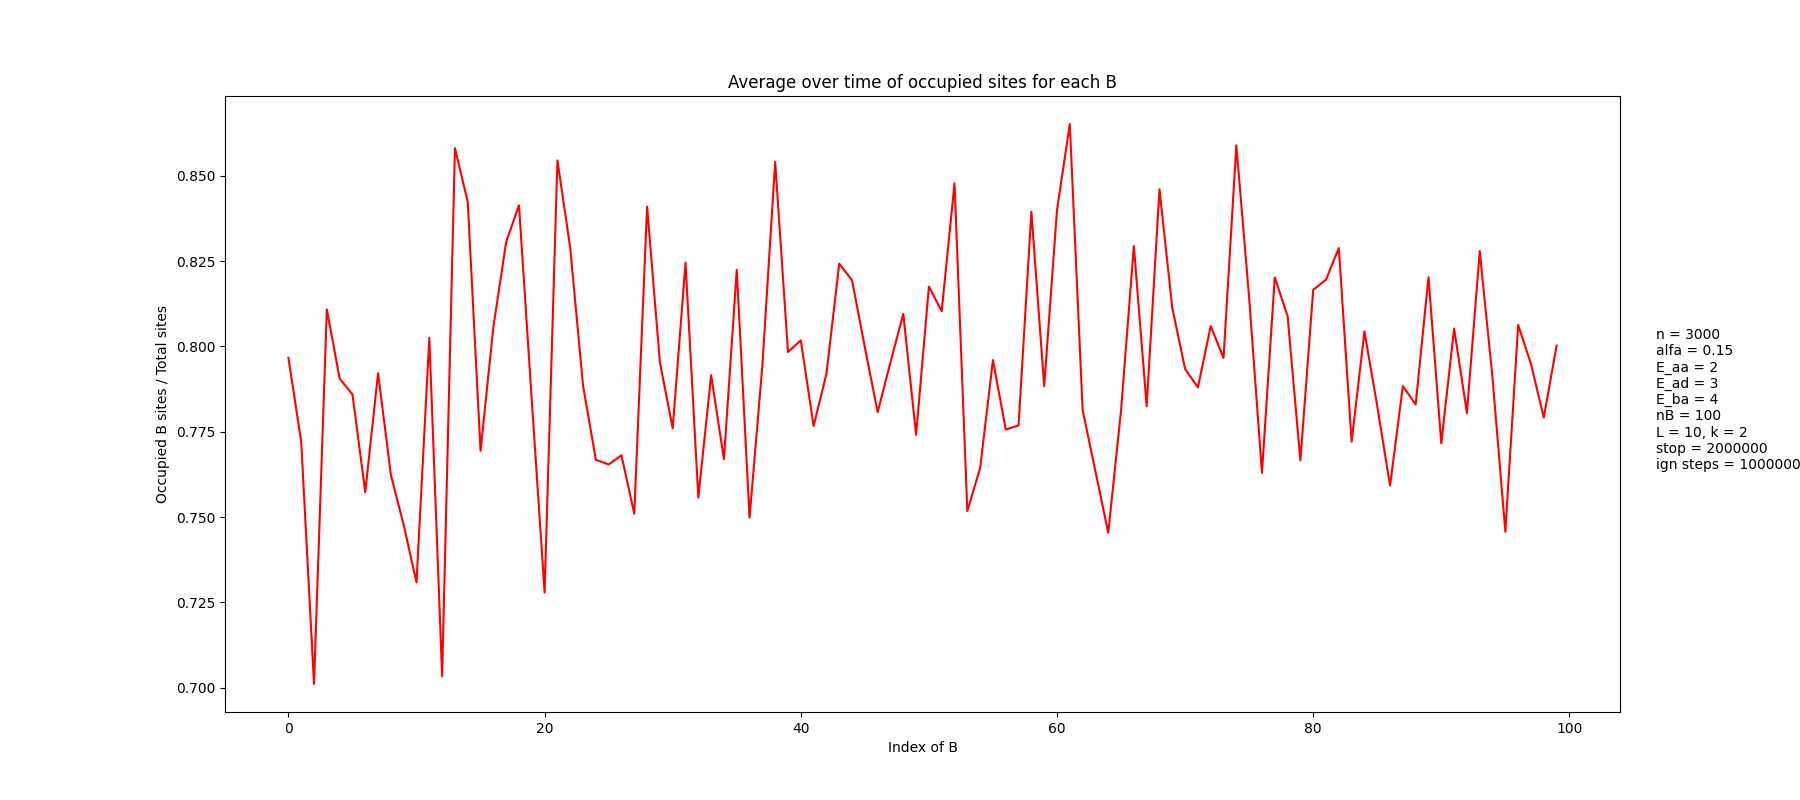 Average over time of occupied sites for each B
Occupied B sites / Total sites
0.850
0.825
0.800
0.775
0.750
0.725
0.700
0 20 40 60 80 100
Index of B
n = 3000
alfa = 0.15
E_aa = 2
E_ad = 3
E_ba = 4
nB = 100
L = 10, k = 2
stop = 2000000
ign steps = 1000000